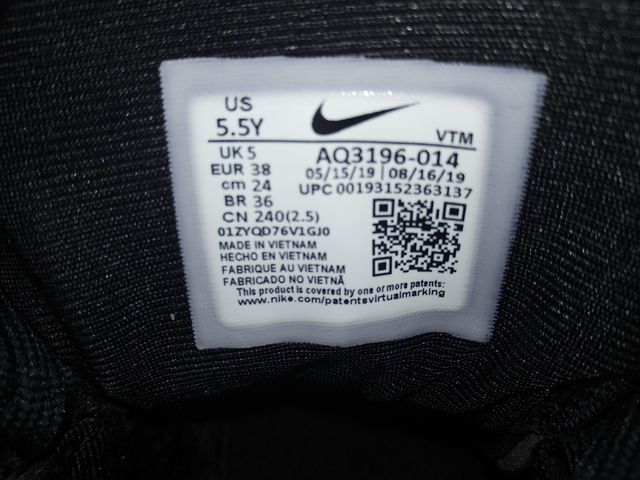 US
5.5Y
VTM
UK 5
EUR 38
cm 24
BR 36
CN 240(2.5)
AQ3196-014
05/15/19 | 08/16/19
UPC 00193152363137
01ZYQD76V1GJ0
MADE IN VIETNAM
HECHO EN VIETNAM
FABRIQUE AU VIETNAM
FABRICADO NO VIETNÃ
This product is covered by one or more patents:
www.nike.com/patentsvirtualmarking